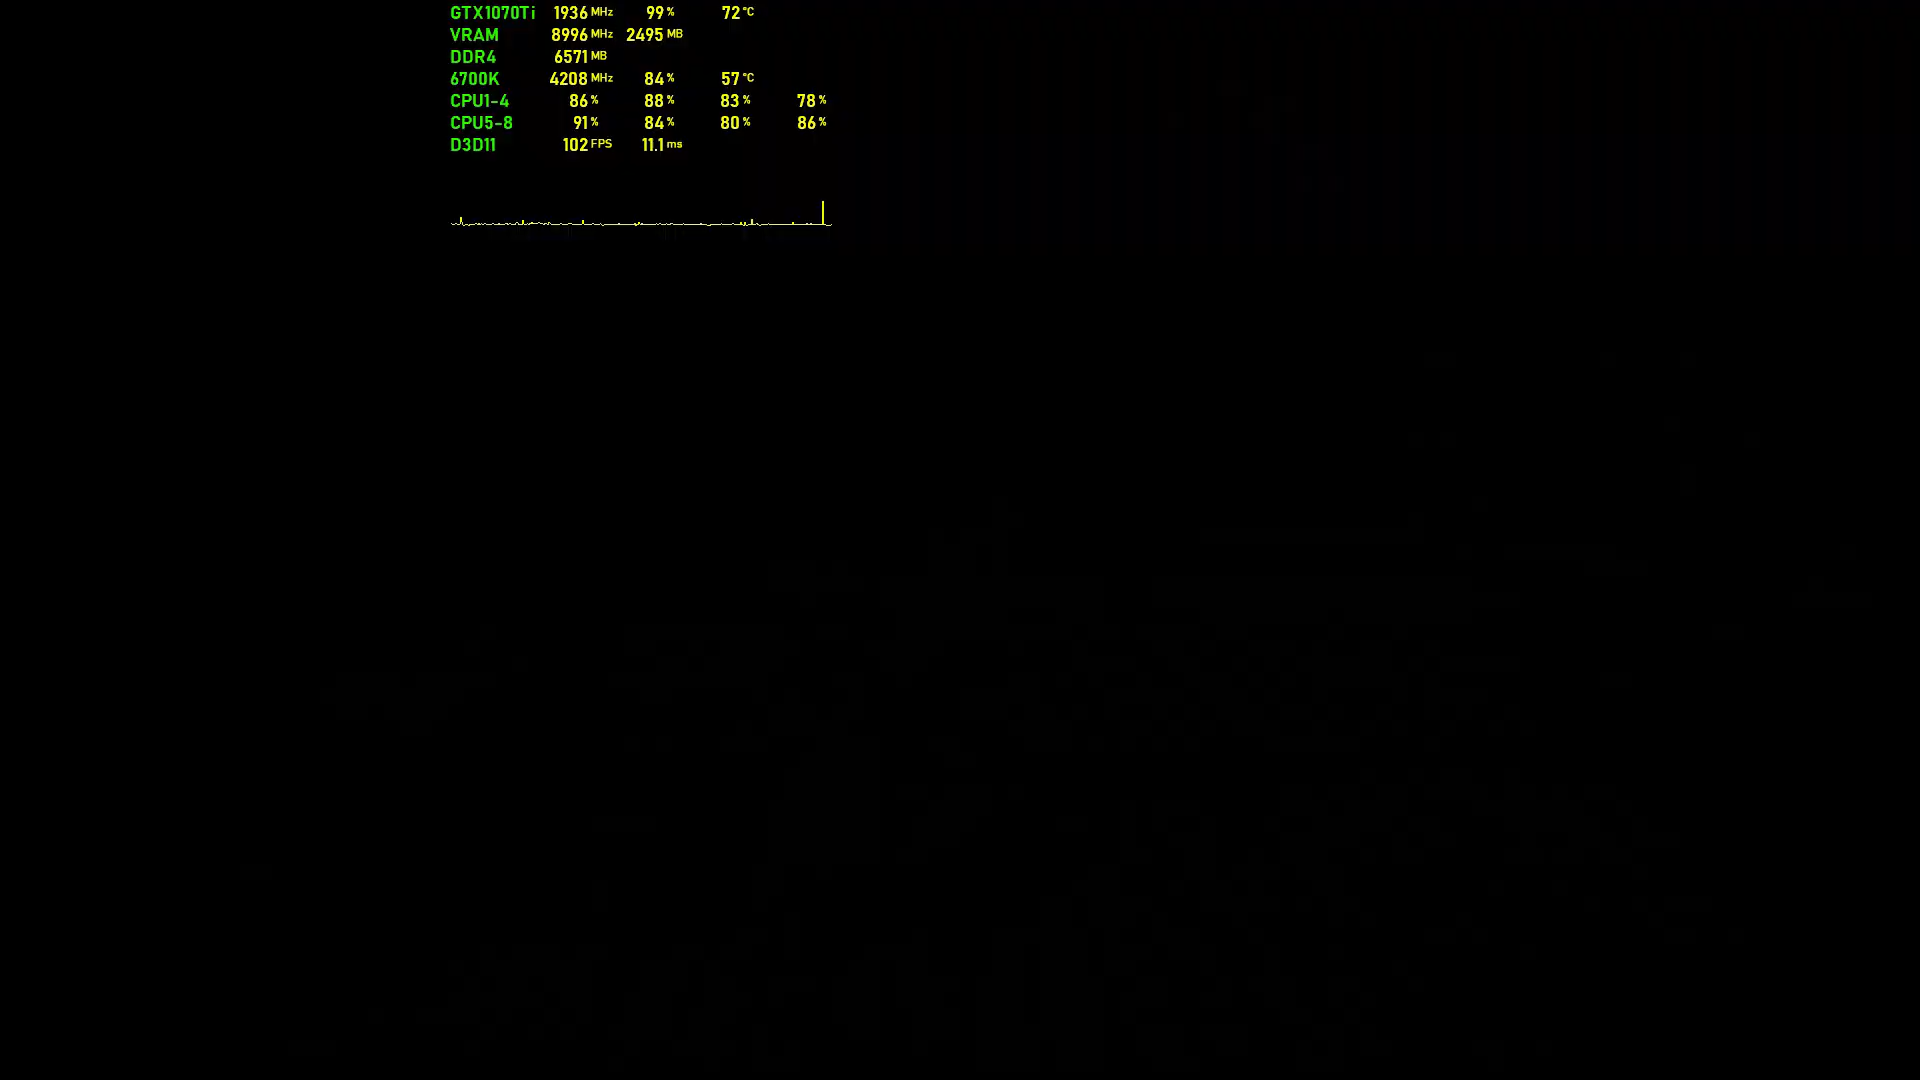 GTX1070Ti 1936 MHz 99 % 72 °C
VRAM 8996 MHz 2495 MB
DDR4 6571 MB
6700K 4208 MHz 84 % 57 °C
CPU1-4 86 % 88 % 83 % 78 %
CPU5-8 91 % 84 % 80 % 86 %
D3D11 102 FPS 11.1 ms